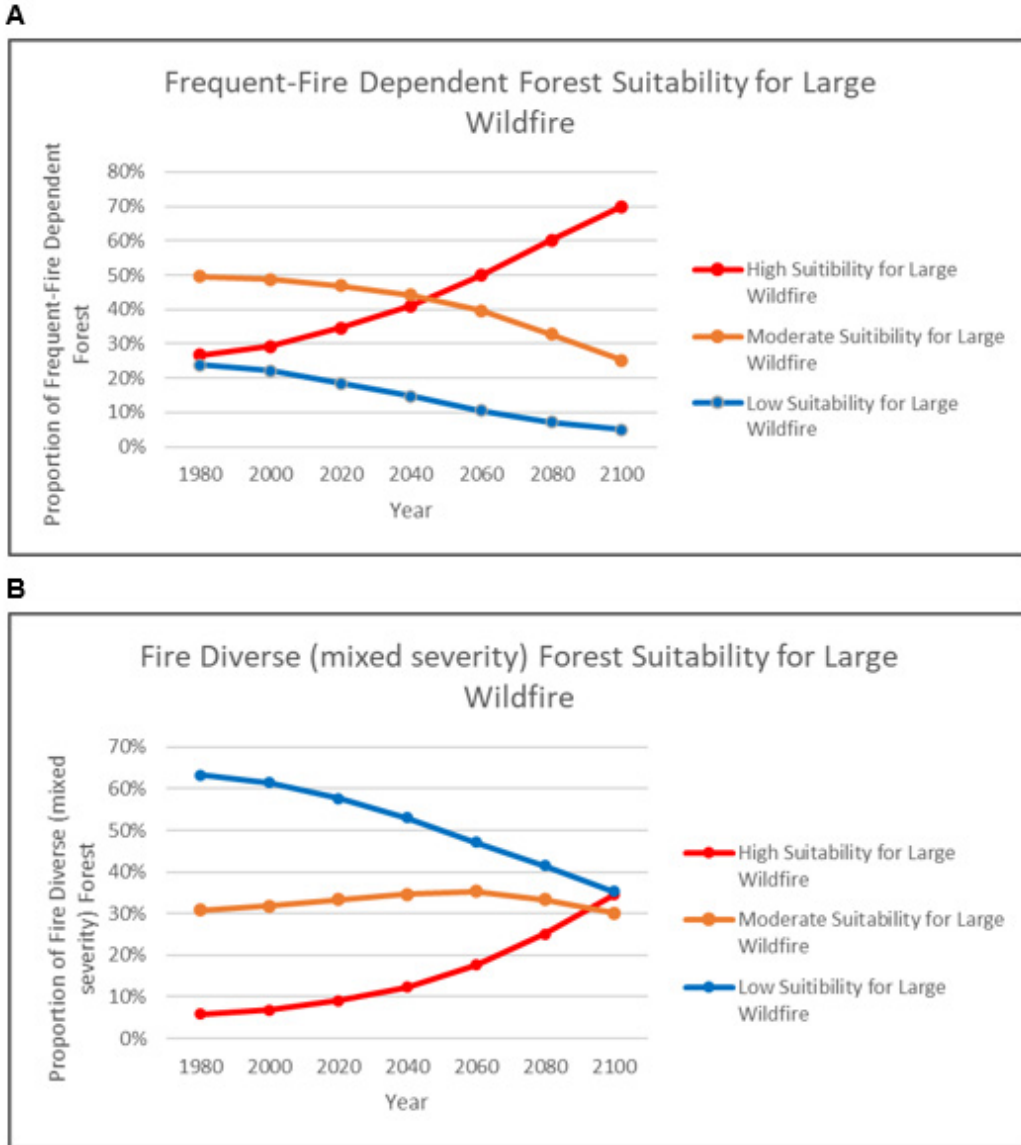 A
Frequent-Fire Dependent Forest Suitability for Large
Wildfire
Proportion of Frequent-Fire Dependent
Forest
80%
70%
60%
50%
40%
30%
20%
10%
0%
1980 2000 2020 2040 2060 2080 2100
Year
High Suitibility for Large
Wildfire
Moderate Suitibility for Large
Wildfire
Low Suitability for Large
Wildfire
B
Fire Diverse (mixed severity) Forest Suitability for Large
Wildfire
Proportion of Fire Diverse (mixed
severity) Forest
70%
60%
50%
40%
30%
20%
10%
0%
1980 2000 2020 2040 2060 2080 2100
Year
High Suitability for Large
Wildfire
Moderate Suitability for Large
Wildfire
Low Suitibility for Large
Wildfire